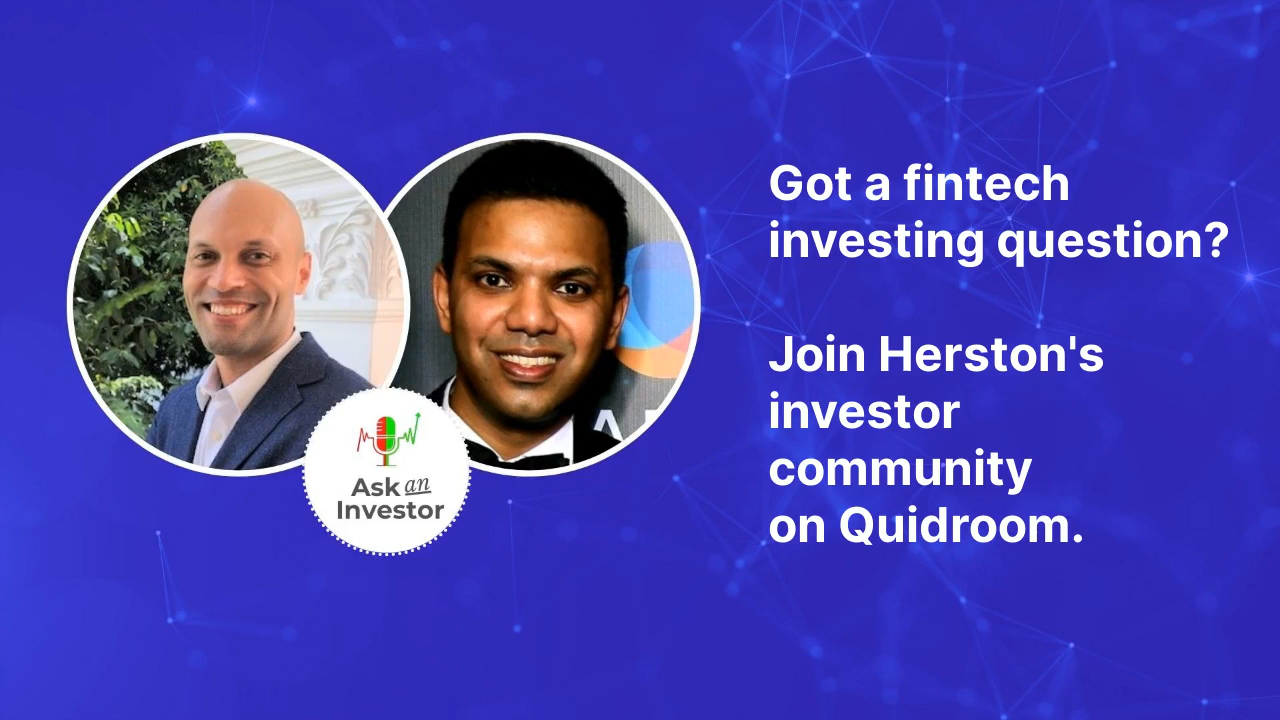 Got a fintech
investing question?
Join Herston's
investor
community
on Quidroom.
Ask an
Investor